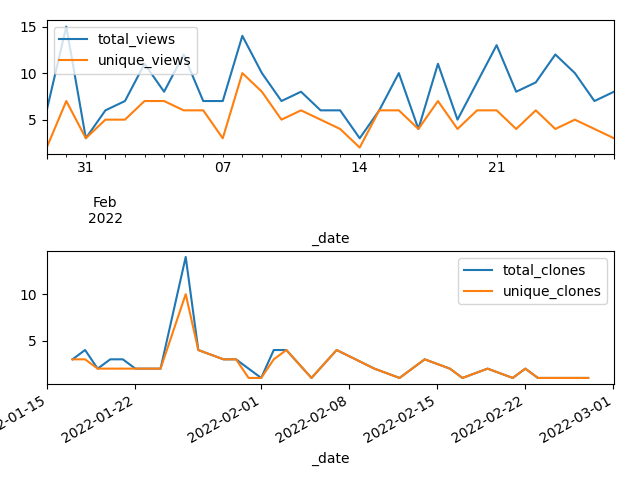 15
10
5
total_views
unique_views
31
07
14
21
Feb
2022
_date
10
5
total_clones
unique_clones
2022-01-22
2022-02-01
2022-02-08
2022-02-15
2022-02-22
2022-03-01
_date